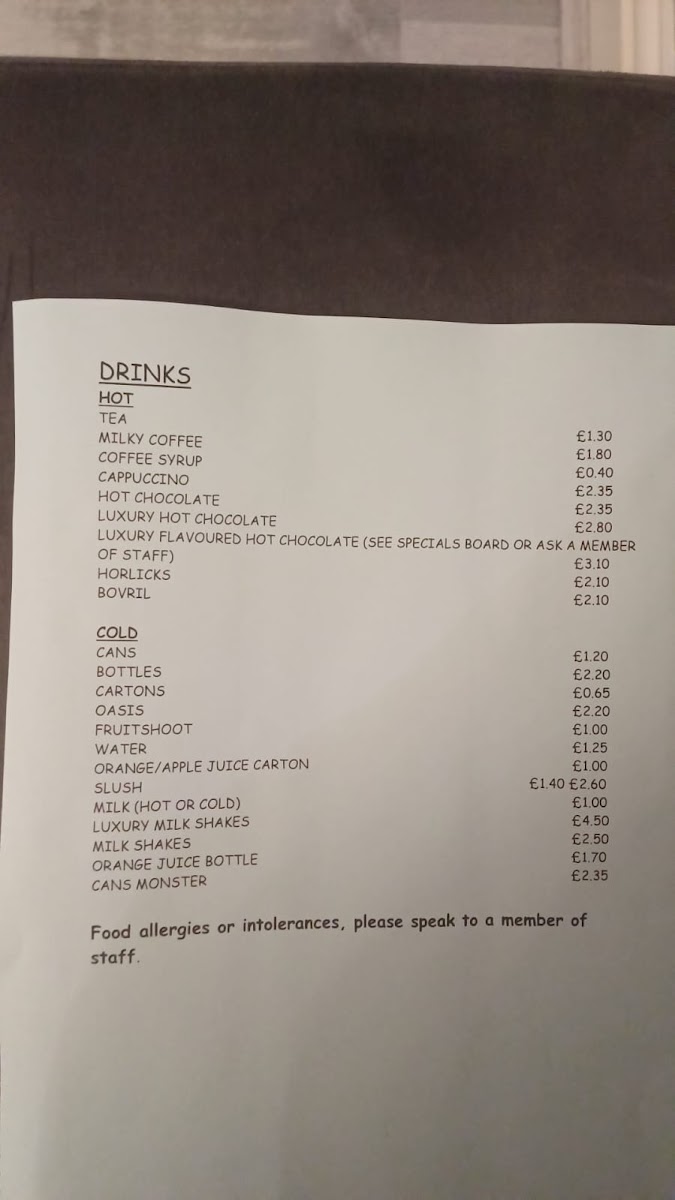 DRINKS
HOT
TEA £1.30
MILKY COFFEE £1.80
COFFEE SYRUP £0.40
CAPPUCCINO £2.35
HOT CHOCOLATE £2.35
LUXURY HOT CHOCOLATE £2.80
LUXURY FLAVOURED HOT CHOCOLATE (SEE SPECIALS BOARD OR ASK A MEMBER
OF STAFF) £3.10
HORLICKS £2.10
BOVRIL £2.10
COLD
CANS £1.20
BOTTLES £2.20
CARTONS £0.65
OASIS £2.20
FRUITSHOOT £1.00
WATER £1.25
ORANGE/APPLE JUICE CARTON £1.00
SLUSH £1.40 £2.60
MILK (HOT OR COLD) £1.00
LUXURY MILK SHAKES £4.50
MILK SHAKES £2.50
ORANGE JUICE BOTTLE £1.70
CANS MONSTER £2.35
Food allergies or intolerances, please speak to a member of
staff.